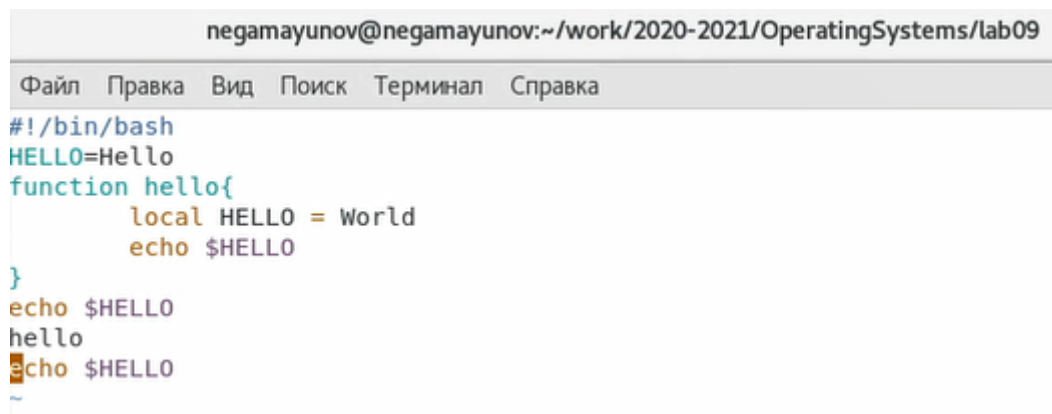 negamayunov@negamayunov:~/work/2020-2021/OperatingSystems/lab09
Файл Правка Вид Поиск Терминал Справка
#!/bin/bash
HELLO=Hello
function hello{
        local HELLO = World
        echo $HELLO
}
echo $HELLO
hello
echo $HELLO
~